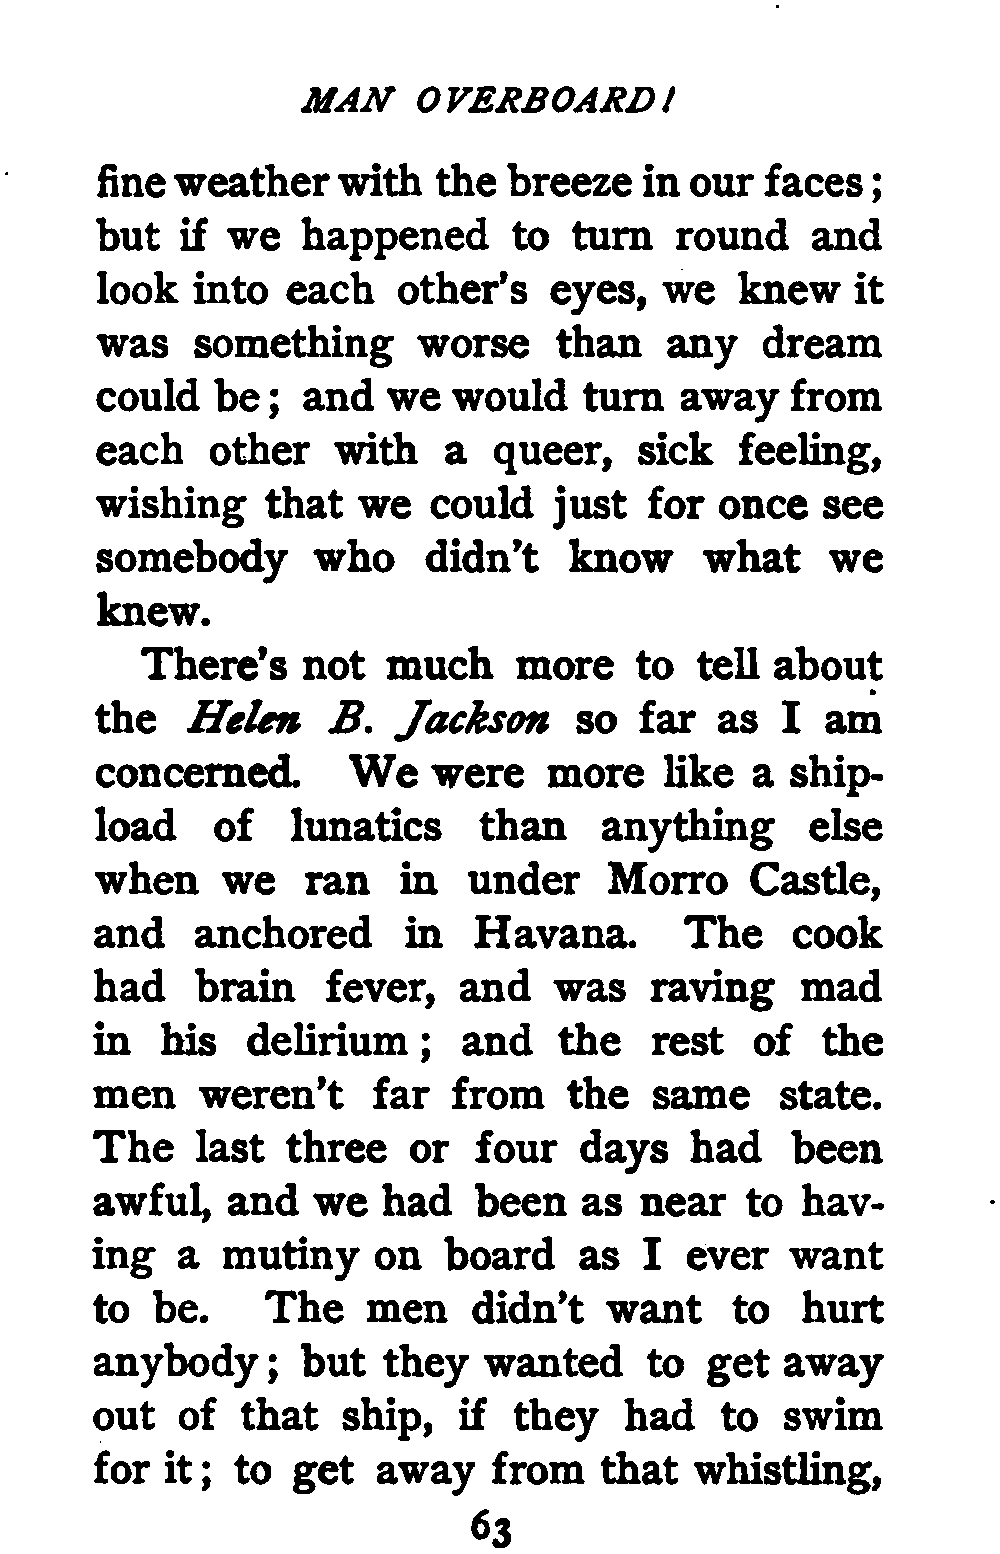 MAN OVERBOARD!
fine weather with the breeze in our faces;
but if we happened to turn round and
look into each other's eyes, we knew it
was something worse than any dream
could be; and we would turn away from
each other with a queer, sick feeling,
wishing that we could just for once see
somebody who didn't know what we
knew.
There's not much more to tell about
the Helen B. Jackson so far as I am
concerned. We were more like a ship-
load of lunatics than anything else
when we ran in under Morro Castle,
and anchored in Havana. The cook
had brain fever, and was raving mad
in his delirium; and the rest of the
men weren't far from the same state.
The last three or four days had been
awful, and we had been as near to hav-
ing a mutiny on board as I ever want
to be. The men didn't want to hurt
anybody; but they wanted to get away
out of that ship, if they had to swim
for it; to get away from that whistling,
63